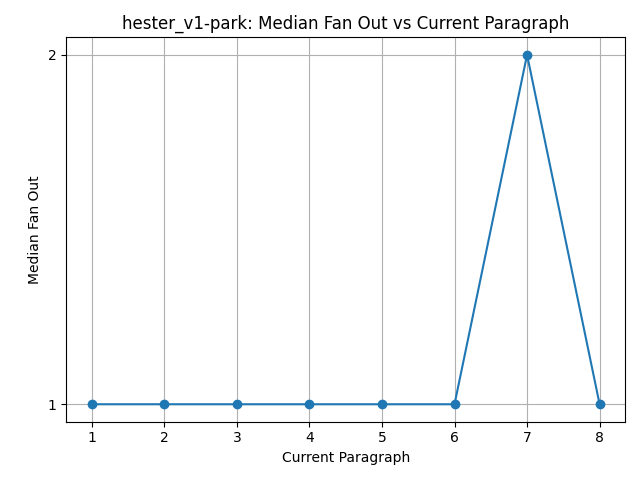 hester_v1-park: Median Fan Out vs Current Paragraph
2
Median Fan Out
1
1 2 3 4 5 6 7 8
Current Paragraph